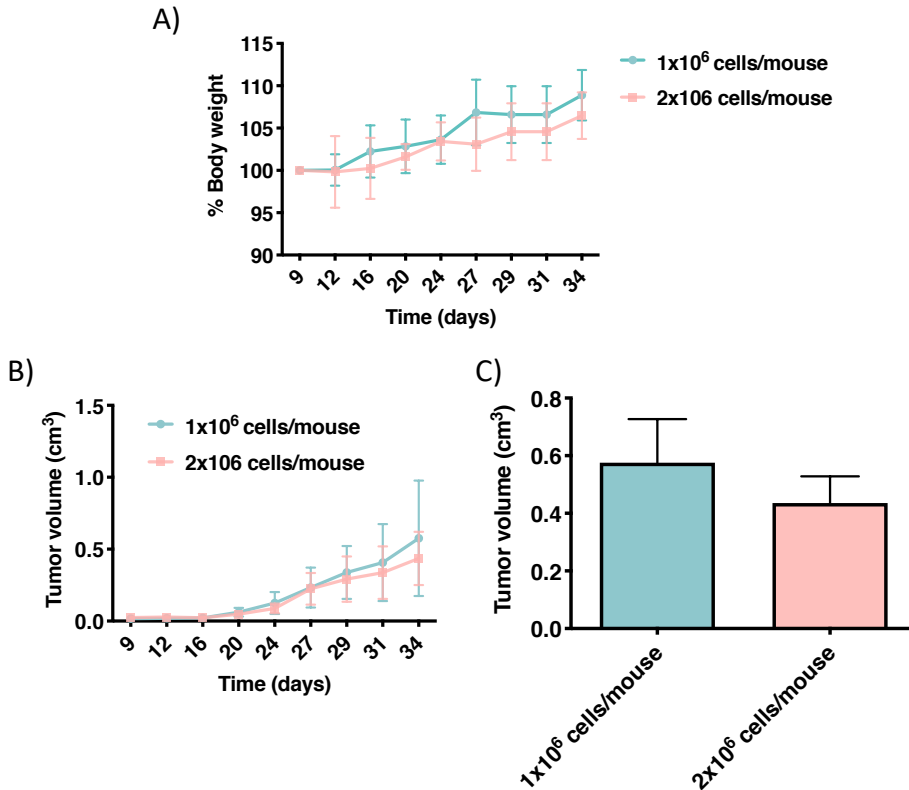 A)
115
110
105
100
95
90
% Body weight
9 12 16 20 24 27 29 31 34
Time (days)
1x10⁶ cells/mouse
2x106 cells/mouse
B)
1.5
1.0
0.5
0.0
Tumor volume (cm³)
1x10⁶ cells/mouse
2x106 cells/mouse
9 12 16 20 24 27 29 31 34
Time (days)
C)
0.8
0.6
0.4
0.2
0.0
Tumor volume (cm³)
1x10⁶ cells/mouse
2x10⁶ cells/mouse